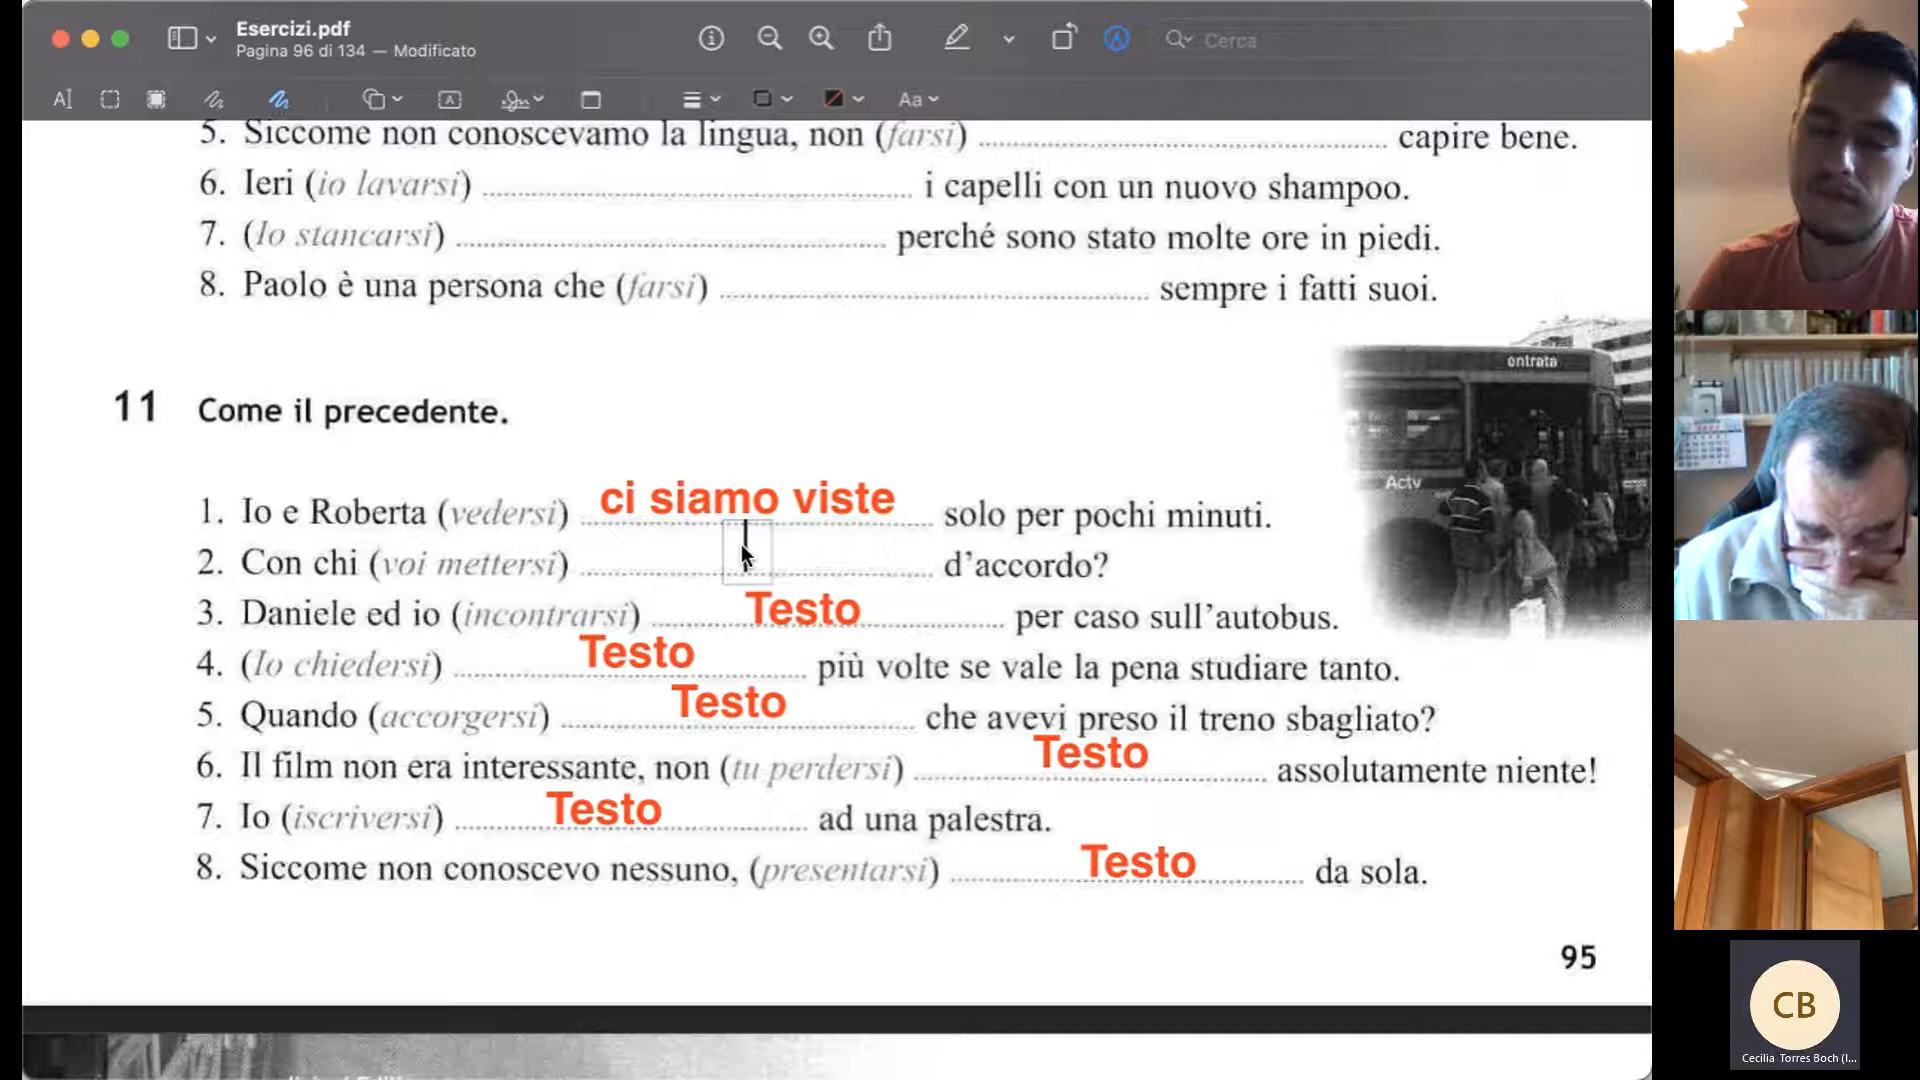 Esercizi.pdf
Pagina 96 di 134 — Modificato
Cerca
5. Siccome non conoscevamo la lingua, non (farsi) capire bene.
6. Ieri (io lavarsi) i capelli con un nuovo shampoo.
7. (Io stancarsi) perché sono stato molte ore in piedi.
8. Paolo è una persona che (farsi) sempre i fatti suoi.
entrata
Actv
11 Come il precedente.
1. Io e Roberta (vedersi) ci siamo viste solo per pochi minuti.
2. Con chi (voi mettersi) d'accordo?
3. Daniele ed io (incontrarsi) Testo per caso sull'autobus.
4. (Io chiedersi) Testo più volte se vale la pena studiare tanto.
5. Quando (accorgersi) Testo che avevi preso il treno sbagliato?
6. Il film non era interessante, non (tu perdersi) Testo assolutamente niente!
7. Io (iscriversi) Testo ad una palestra.
8. Siccome non conoscevo nessuno, (presentarsi) Testo da sola.
95
CB
Cecilia Torres Boch (I...